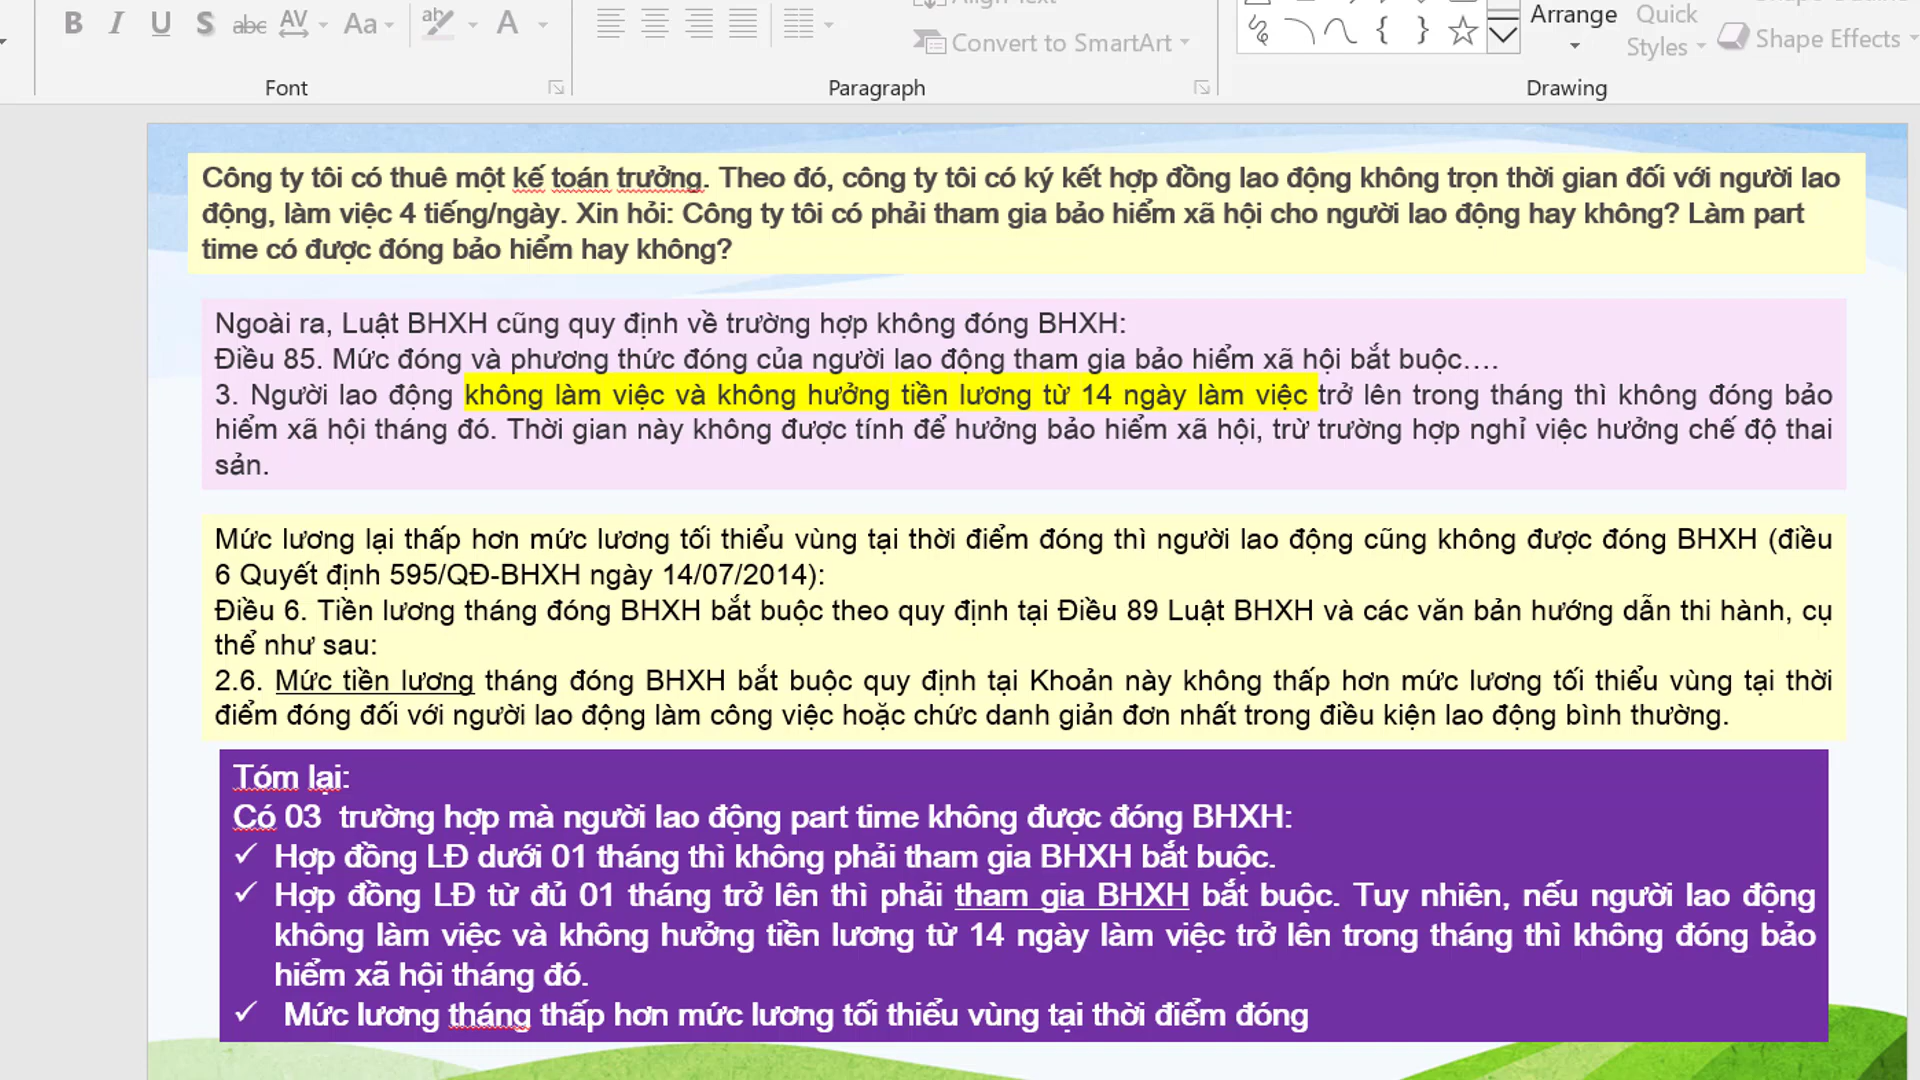 B I U S abc AV Aa ab A
Convert to SmartArt
Arrange
Quick
Styles
Shape Effects
Font
Paragraph
Drawing
Công ty tôi có thuê một kế toán trưởng. Theo đó, công ty tôi có ký kết hợp đồng lao động không trọn thời gian đối với người lao
động, làm việc 4 tiếng/ngày. Xin hỏi: Công ty tôi có phải tham gia bảo hiểm xã hội cho người lao động hay không? Làm part
time có được đóng bảo hiểm hay không?
Ngoài ra, Luật BHXH cũng quy định về trường hợp không đóng BHXH:
Điều 85. Mức đóng và phương thức đóng của người lao động tham gia bảo hiểm xã hội bắt buộc….
3. Người lao động không làm việc và không hưởng tiền lương từ 14 ngày làm việc trở lên trong tháng thì không đóng bảo
hiểm xã hội tháng đó. Thời gian này không được tính để hưởng bảo hiểm xã hội, trừ trường hợp nghỉ việc hưởng chế độ thai
sản.
Mức lương lại thấp hơn mức lương tối thiểu vùng tại thời điểm đóng thì người lao động cũng không được đóng BHXH (điều
6 Quyết định 595/QĐ-BHXH ngày 14/07/2014):
Điều 6. Tiền lương tháng đóng BHXH bắt buộc theo quy định tại Điều 89 Luật BHXH và các văn bản hướng dẫn thi hành, cụ
thể như sau:
2.6. Mức tiền lương tháng đóng BHXH bắt buộc quy định tại Khoản này không thấp hơn mức lương tối thiểu vùng tại thời
điểm đóng đối với người lao động làm công việc hoặc chức danh giản đơn nhất trong điều kiện lao động bình thường.
Tóm lại:
Có 03 trường hợp mà người lao động part time không được đóng BHXH:
✓ Hợp đồng LĐ dưới 01 tháng thì không phải tham gia BHXH bắt buộc.
✓ Hợp đồng LĐ từ đủ 01 tháng trở lên thì phải tham gia BHXH bắt buộc. Tuy nhiên, nếu người lao động
không làm việc và không hưởng tiền lương từ 14 ngày làm việc trở lên trong tháng thì không đóng bảo
hiểm xã hội tháng đó.
✓ Mức lương tháng thấp hơn mức lương tối thiểu vùng tại thời điểm đóng